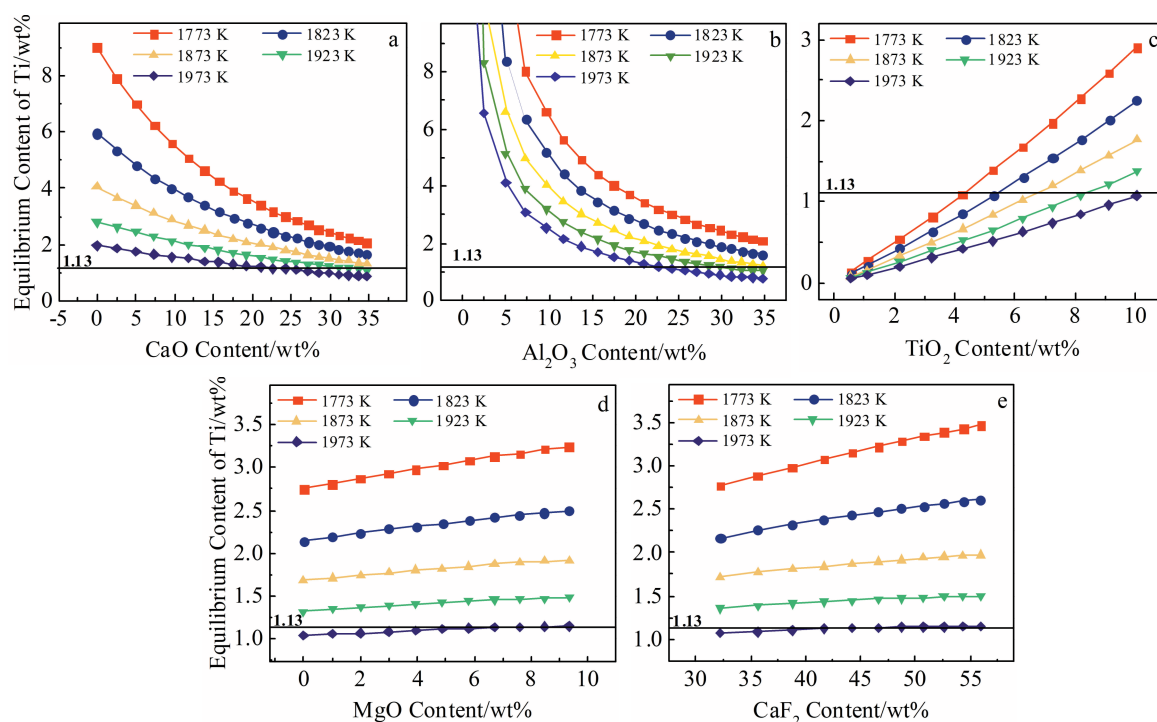 Equilibrium Content of Ti/wt%
1773 K 1823 K
1873 K 1923 K
1973 K
a
8
6
4
2
0
1.13
-5 0 5 10 15 20 25 30 35
CaO Content/wt%
1773 K 1823 K
1873 K 1923 K
1973 K
b
8
6
4
2
0
1.13
0 5 10 15 20 25 30 35
Al2O3 Content/wt%
1773 K 1823 K
1873 K 1923 K
1973 K
c
3
2
1
0
1.13
0 2 4 6 8 10
TiO2 Content/wt%
Equilibrium Content of Ti/wt%
1773 K 1823 K
1873 K 1923 K
1973 K
d
3.5
3.0
2.5
2.0
1.5
1.0
1.13
0 2 4 6 8 10
MgO Content/wt%
1773 K 1823 K
1873 K 1923 K
1973 K
e
3.5
3.0
2.5
2.0
1.5
1.0
1.13
30 35 40 45 50 55
CaF2 Content/wt%